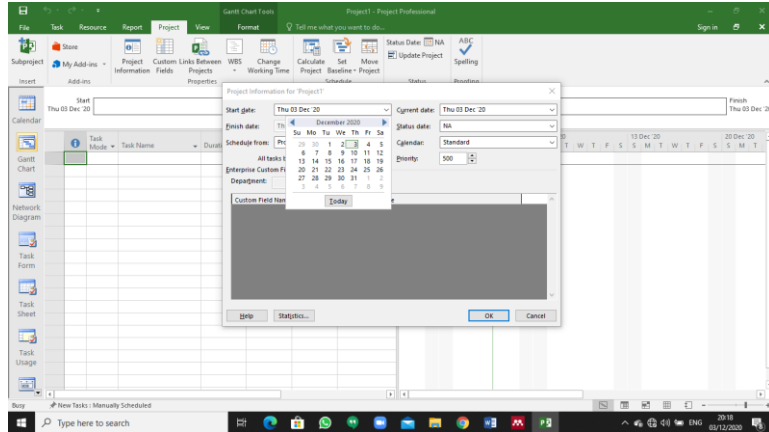 Gantt Chart Tools
Project1 - Project Professional
File Task Resource Report Project View Format Tell me what you want to do... Sign in
Subproject
Store
My Add-ins
Project Information
Custom Fields
Links Between Projects
WBS
Change Working Time
Calculate Project
Set Baseline
Move Project
Status Date: NA
Update Project
ABC
Spelling
Insert Add-ins Properties Schedule Status Proofing
Start
Thu 03 Dec '20
Finish
Thu 03 Dec '2
Calendar
Gantt Chart
Network Diagram
Task Form
Task Sheet
Task Usage
Task Mode
Task Name
13 Dec '20
20 Dec '20
T W T F S S M T W T F S S M T
Project Information for 'Project1'
Start date: Thu 03 Dec '20
Current date: Thu 03 Dec '20
Finish date: Th
Status date: NA
Schedule from:
Calendar: Standard
All tasks
Priority: 500
Enterprise Custom
Department:
Custom Field
December 2020
Su Mo Tu We Th Fr Sa
29 30 1 2 3 4 5
6 7 8 9 10 11 12
13 14 15 16 17 18 19
20 21 22 23 24 25 26
27 28 29 30 31 1 2
3 4 5 6 7 8 9
Today
Help Statistics... OK Cancel
Busy New Tasks : Manually Scheduled
Type here to search
ENG
20:18
03/12/2020